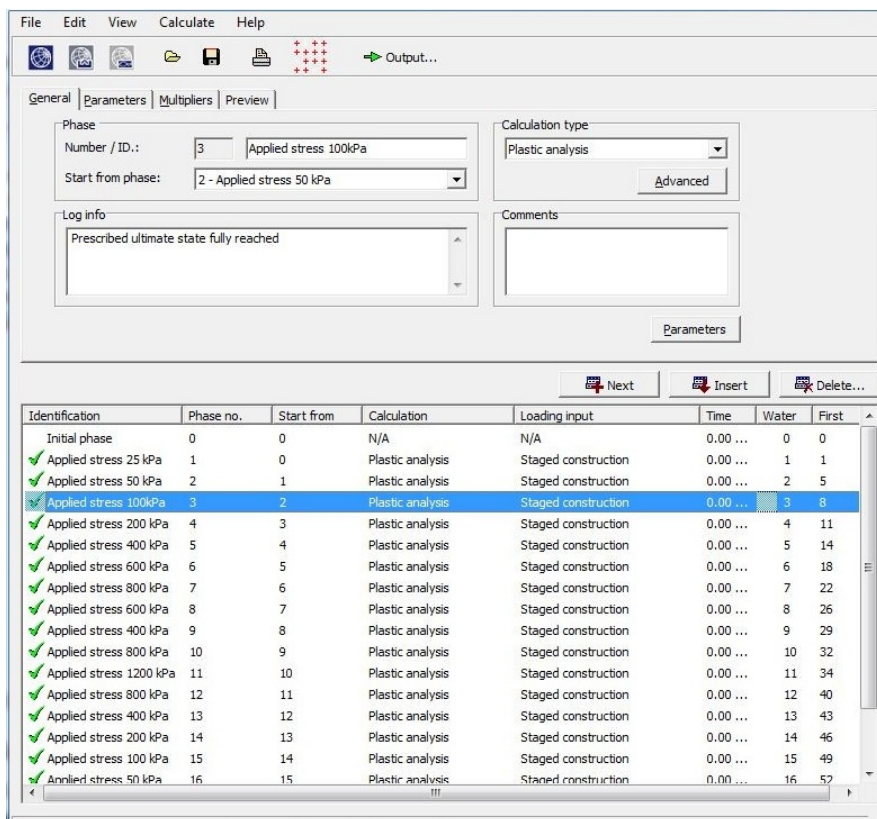 File Edit View Calculate Help
Output...
General Parameters Multipliers Preview
Phase
Number / ID.: 3 Applied stress 100kPa
Start from phase: 2 - Applied stress 50 kPa
Calculation type
Plastic analysis
Advanced
Log info
Prescribed ultimate state fully reached
Comments
Parameters
Next Insert Delete...
Identification Phase no. Start from Calculation Loading input Time Water First
Initial phase 0 0 N/A N/A 0.00 ... 0 0
Applied stress 25 kPa 1 0 Plastic analysis Staged construction 0.00 ... 1 1
Applied stress 50 kPa 2 1 Plastic analysis Staged construction 0.00 ... 2 5
Applied stress 100kPa 3 2 Plastic analysis Staged construction 0.00 ... 3 8
Applied stress 200 kPa 4 3 Plastic analysis Staged construction 0.00 ... 4 11
Applied stress 400 kPa 5 4 Plastic analysis Staged construction 0.00 ... 5 14
Applied stress 600 kPa 6 5 Plastic analysis Staged construction 0.00 ... 6 18
Applied stress 800 kPa 7 6 Plastic analysis Staged construction 0.00 ... 7 22
Applied stress 600 kPa 8 7 Plastic analysis Staged construction 0.00 ... 8 26
Applied stress 400 kPa 9 8 Plastic analysis Staged construction 0.00 ... 9 29
Applied stress 800 kPa 10 9 Plastic analysis Staged construction 0.00 ... 10 32
Applied stress 1200 kPa 11 10 Plastic analysis Staged construction 0.00 ... 11 34
Applied stress 800 kPa 12 11 Plastic analysis Staged construction 0.00 ... 12 40
Applied stress 400 kPa 13 12 Plastic analysis Staged construction 0.00 ... 13 43
Applied stress 200 kPa 14 13 Plastic analysis Staged construction 0.00 ... 14 46
Applied stress 100 kPa 15 14 Plastic analysis Staged construction 0.00 ... 15 49
Applied stress 50 kPa 16 15 Plastic analysis Staged construction 0.00 ... 16 52